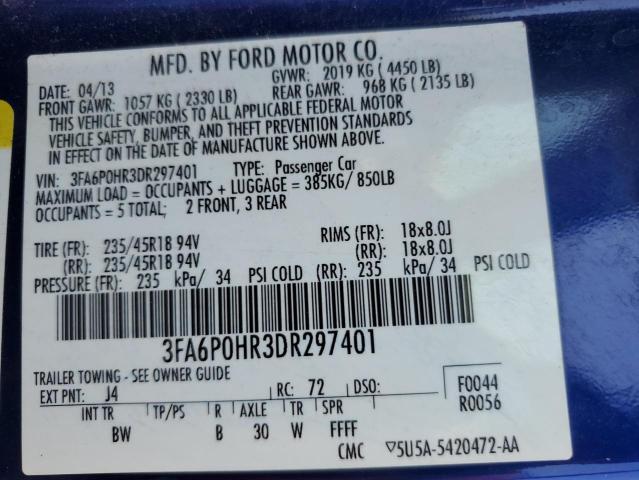 MFD. BY FORD MOTOR CO.
DATE: 04/13 GVWR: 2019 KG ( 4450 LB)
FRONT GAWR: 1057 KG ( 2330 LB) REAR GAWR: 968 KG ( 2135 LB)
THIS VEHICLE CONFORMS TO ALL APPLICABLE FEDERAL MOTOR
VEHICLE SAFETY, BUMPER, AND THEFT PREVENTION STANDARDS
IN EFFECT ON THE DATE OF MANUFACTURE SHOWN ABOVE.
VIN: 3FA6P0HR3DR297401 TYPE: Passenger Car
MAXIMUM LOAD = OCCUPANTS + LUGGAGE = 385KG/ 850LB
OCCUPANTS = 5 TOTAL; 2 FRONT, 3 REAR
TIRE (FR): 235/45R18 94V RIMS (FR): 18x8.0J
(RR): 235/45R18 94V (RR): 18x8.0J
PRESSURE (FR): 235 kPa/ 34 PSI COLD (RR): 235 kPa/ 34 PSI COLD
3FA6P0HR3DR297401
TRAILER TOWING - SEE OWNER GUIDE
EXT PNT: J4 RC: 72 DSO: F0044
INT TR TP/PS R AXLE TR SPR R0056
BW B 30 W FFFF
CMC ▽5U5A-5420472-AA